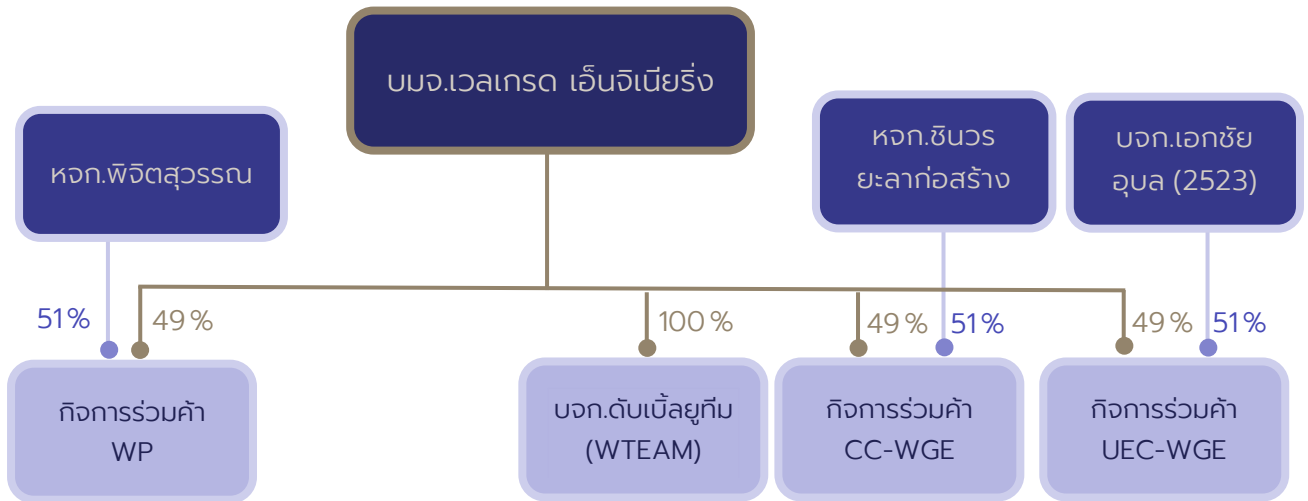 บมจ.เวลเกรด เอ็นจิเนียริ่ง
หจก.พิจิตสุวรรณ
หจก.ชินวร
ยะลาก่อสร้าง
บจก.เอกชัย
อุบล (2523)
51%
49%
100%
49%
51%
49%
51%
กิจการร่วมค้า
WP
บจก.ดับเบิ้ลยูทีม
(WTEAM)
กิจการร่วมค้า
CC-WGE
กิจการร่วมค้า
UEC-WGE